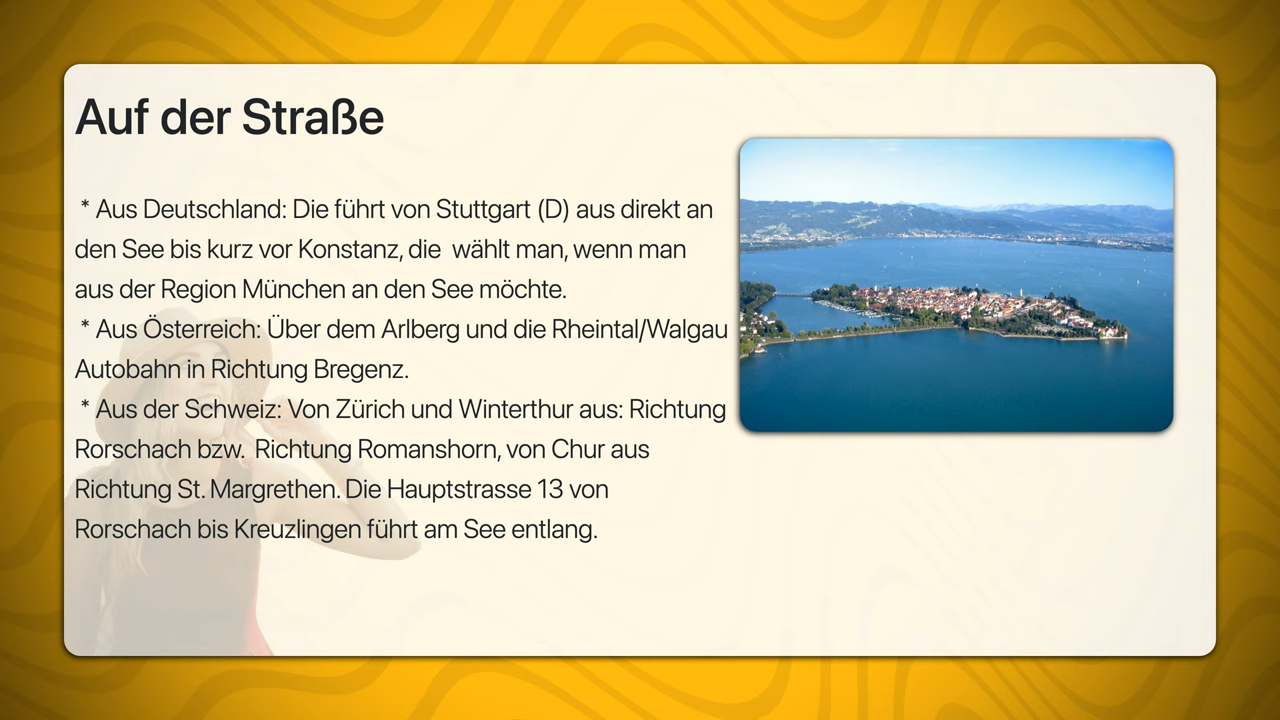 Auf der Straße
* Aus Deutschland: Die führt von Stuttgart (D) aus direkt an
den See bis kurz vor Konstanz, die  wählt man, wenn man
aus der Region München an den See möchte.
* Aus Österreich: Über dem Arlberg und die Rheintal/Walgau
Autobahn in Richtung Bregenz.
* Aus der Schweiz: Von Zürich und Winterthur aus: Richtung
Rorschach bzw.  Richtung Romanshorn, von Chur aus
Richtung St. Margrethen. Die Hauptstrasse 13 von
Rorschach bis Kreuzlingen führt am See entlang.